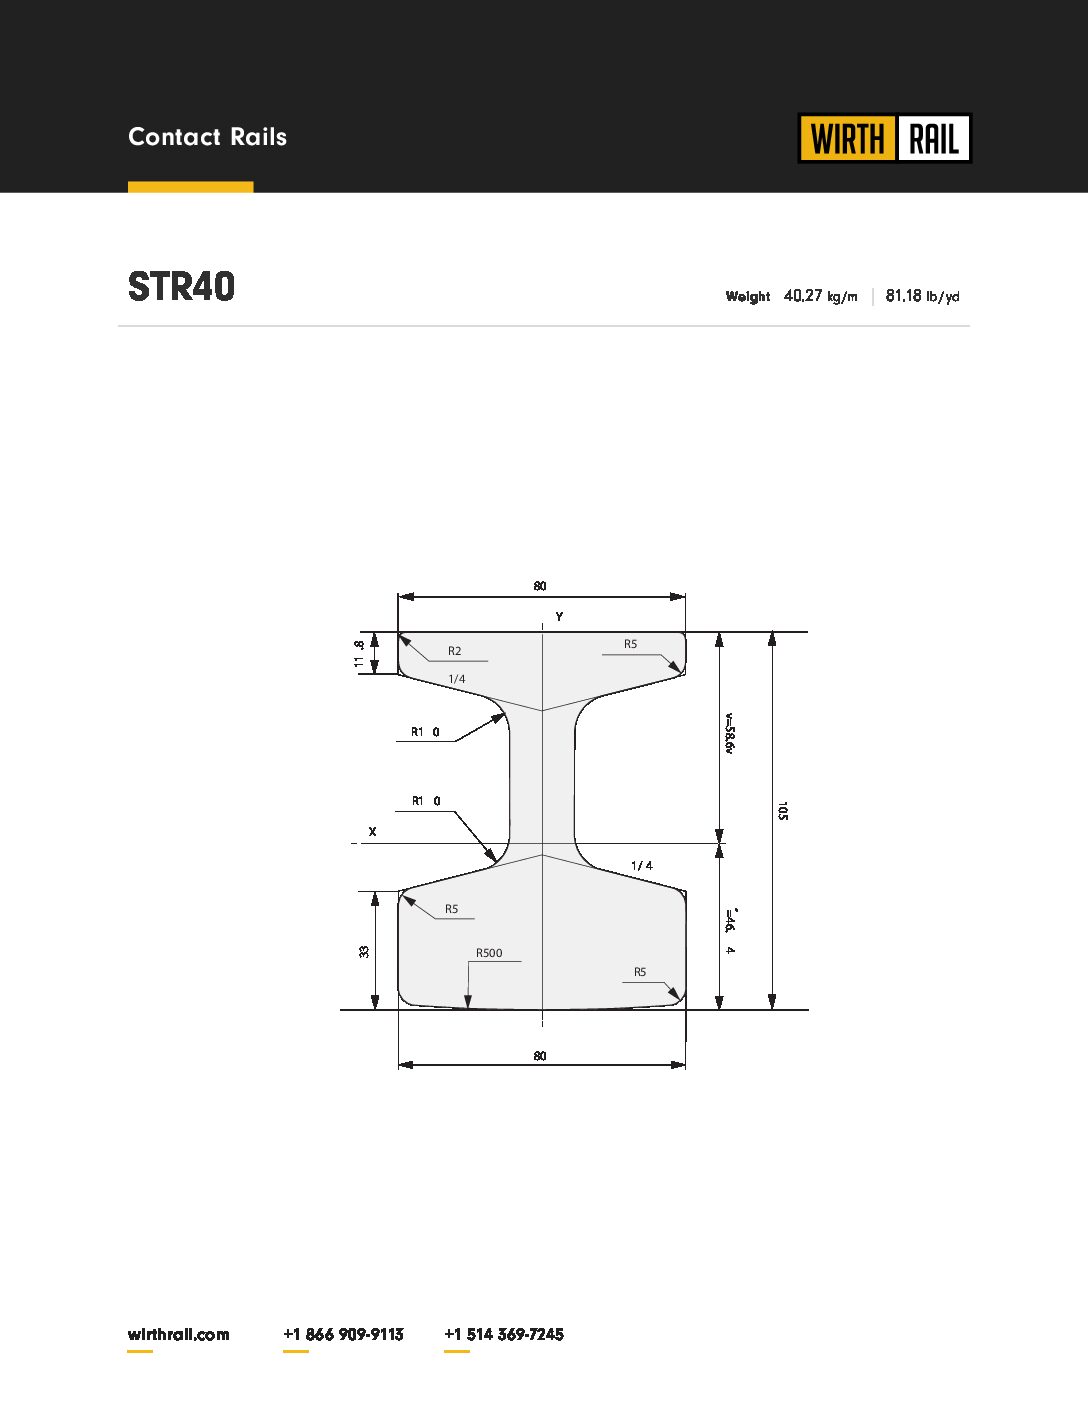 Contact Rails
WIRTH RAIL
STR40
Weight 40.27 kg/m | 81.18 lb/yd
80
Y
11 .8
R2
R5
1/4
R1 0
v=58.6v
105
R1 0
X
1/ 4
R5
=46. 4
33
R500
R5
80
wirthrail.com +1 866 909-9113 +1 514 369-7245